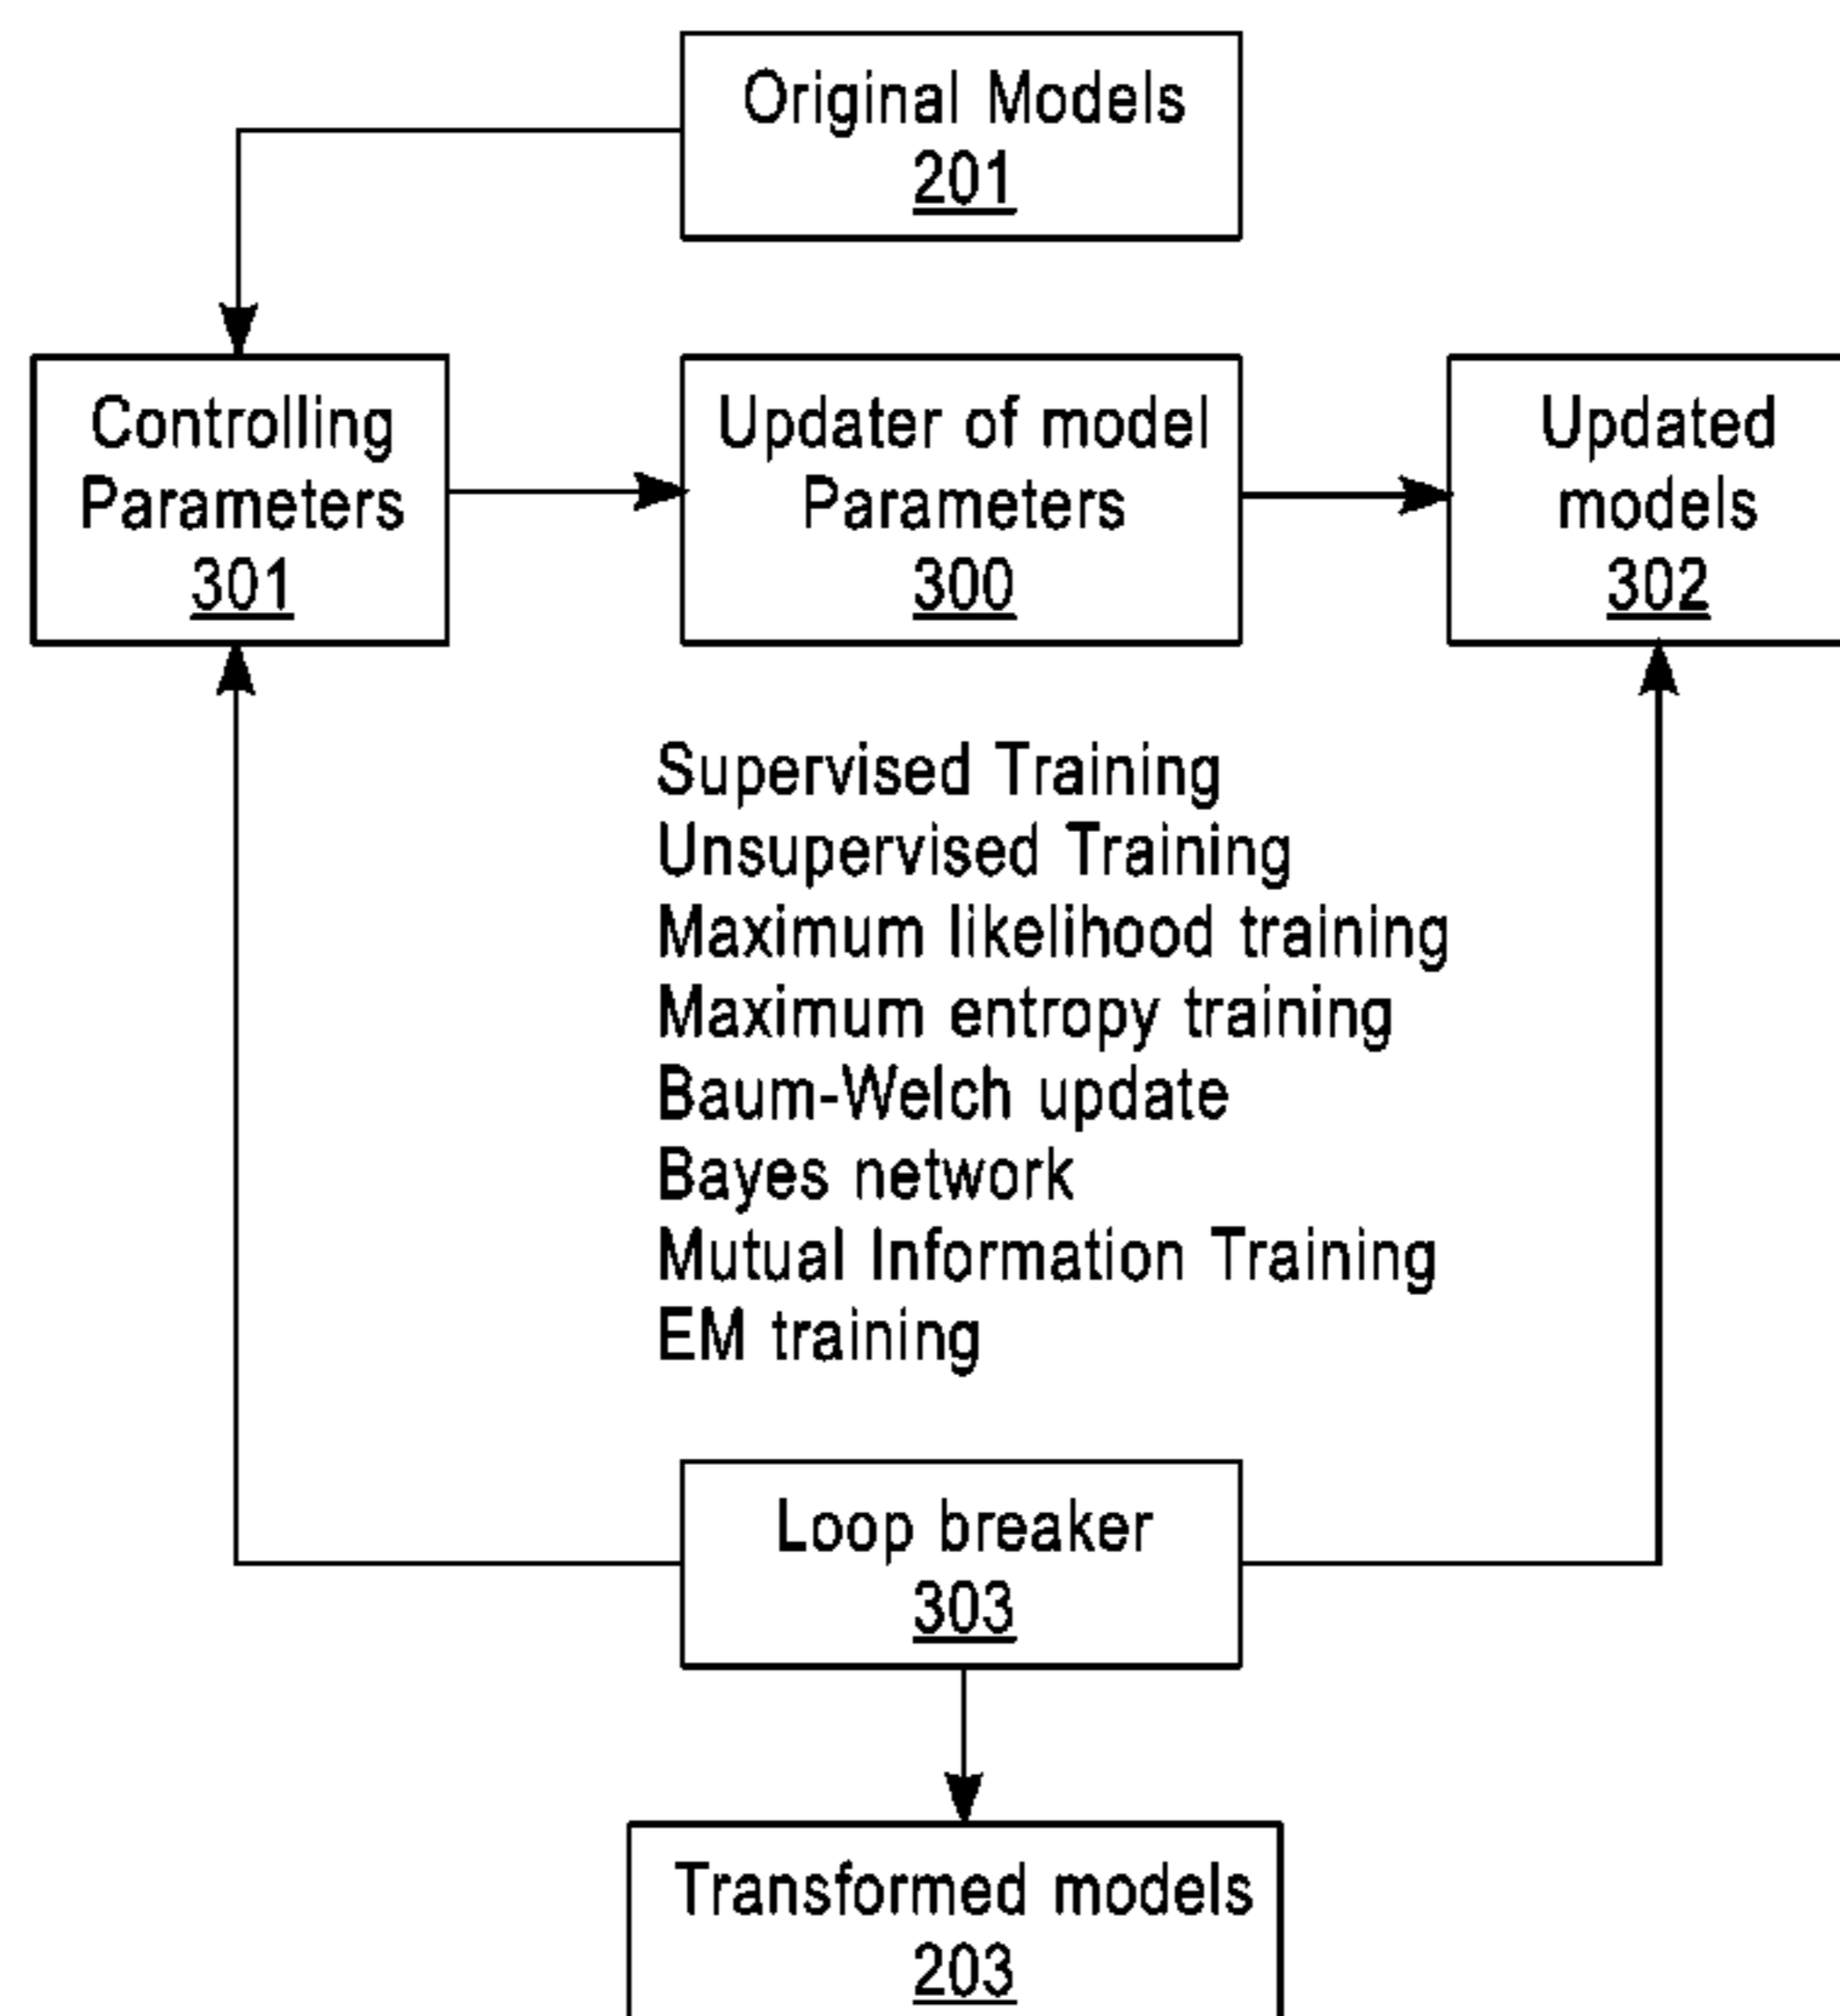 Original Models
201
Controlling
Parameters
301
Updater of model
Parameters
300
Updated
models
302
Supervised Training
Unsupervised Training
Maximum likelihood training
Maximum entropy training
Baum-Welch update
Bayes network
Mutual Information Training
EM training
Loop breaker
303
Transformed models
203